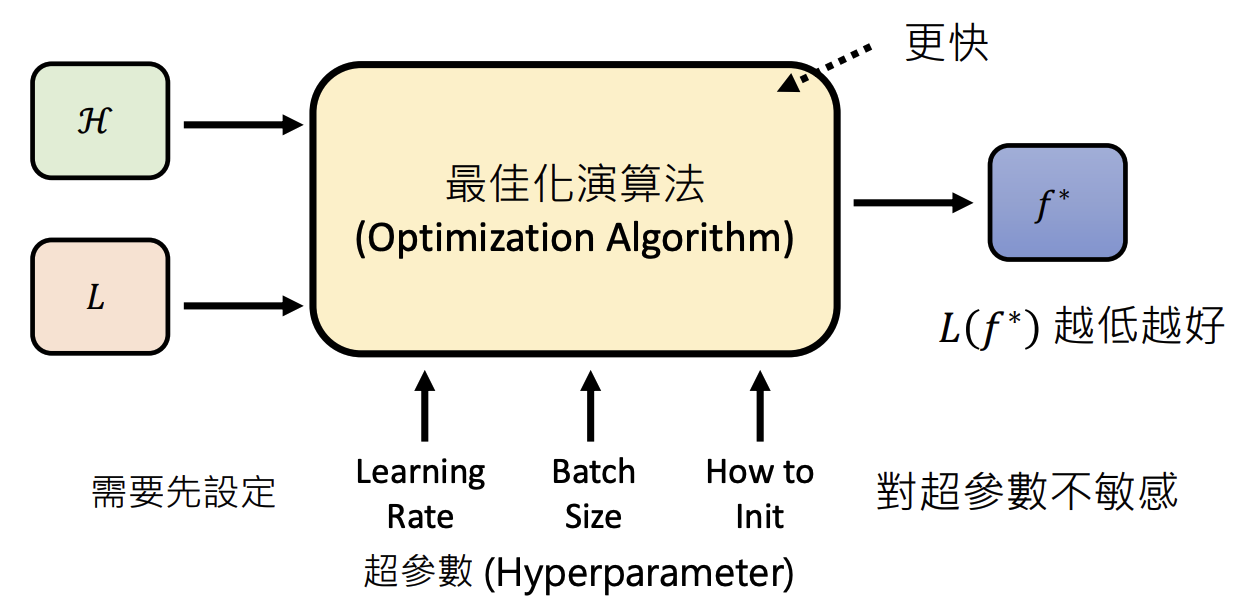 更快
ℋ
最佳化演算法
(Optimization Algorithm)
f*
L
L(f*) 越低越好
需要先設定
Learning
Rate
Batch
Size
How to
Init
對超參數不敏感
超參數 (Hyperparameter)